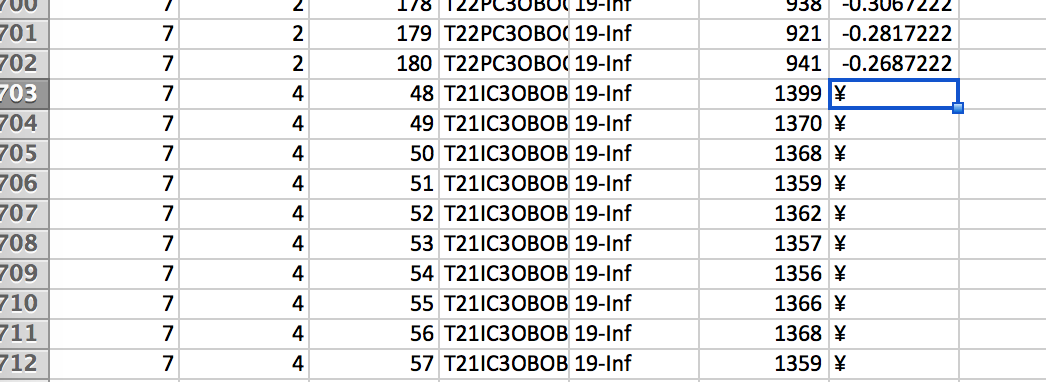 700 7 2 178 T22PC3OBO 19-Inf 938 -0.3067222
701 7 2 179 T22PC3OBO 19-Inf 921 -0.2817222
702 7 2 180 T22PC3OBO 19-Inf 941 -0.2687222
703 7 4 48 T21IC3OBOB 19-Inf 1399 ¥
704 7 4 49 T21IC3OBOB 19-Inf 1370 ¥
705 7 4 50 T21IC3OBOB 19-Inf 1368 ¥
706 7 4 51 T21IC3OBOB 19-Inf 1359 ¥
707 7 4 52 T21IC3OBOB 19-Inf 1362 ¥
708 7 4 53 T21IC3OBOB 19-Inf 1357 ¥
709 7 4 54 T21IC3OBOB 19-Inf 1356 ¥
710 7 4 55 T21IC3OBOB 19-Inf 1366 ¥
711 7 4 56 T21IC3OBOB 19-Inf 1368 ¥
712 7 4 57 T21IC3OBOB 19-Inf 1359 ¥